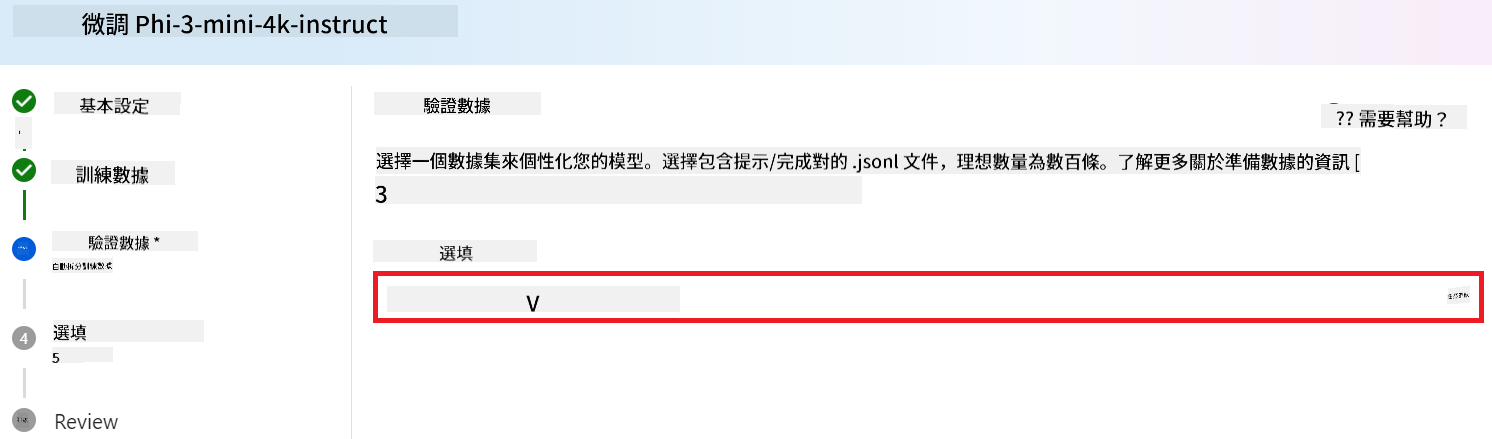 微調 Phi-3-mini-4k-instruct
基本設定
訓練數據
驗證數據 *
自動拆分訓練數據
4
選填
5
Review
驗證數據
?? 需要幫助？
選擇一個數據集來個性化您的模型。選擇包含提示/完成對的 .jsonl 文件，理想數量為數百條。了解更多關於準備數據的資訊 [
3
選填
V